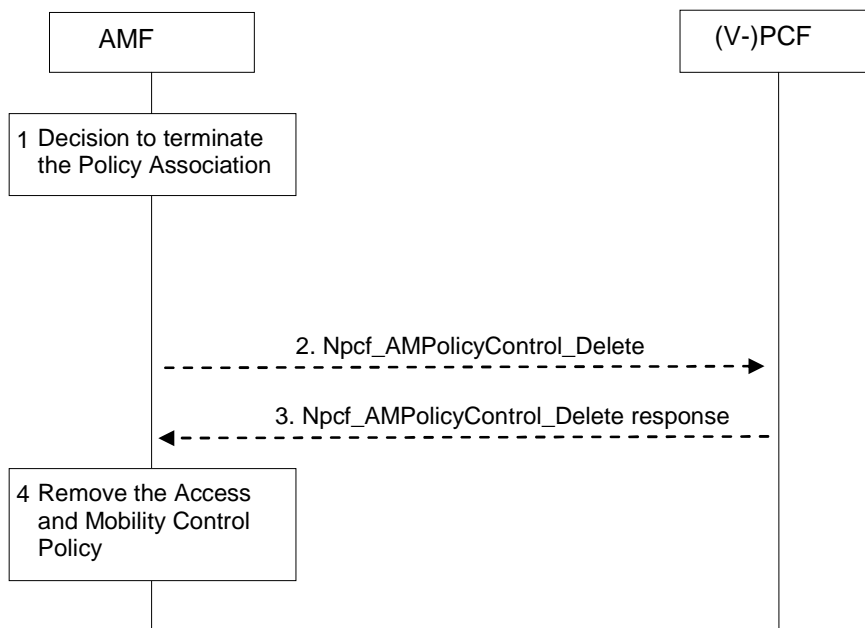 AMF
(V-)PCF
1 Decision to terminate
the Policy Association
2. Npcf_AMPolicyControl_Delete
3. Npcf_AMPolicyControl_Delete response
4 Remove the Access
and Mobility Control
Policy